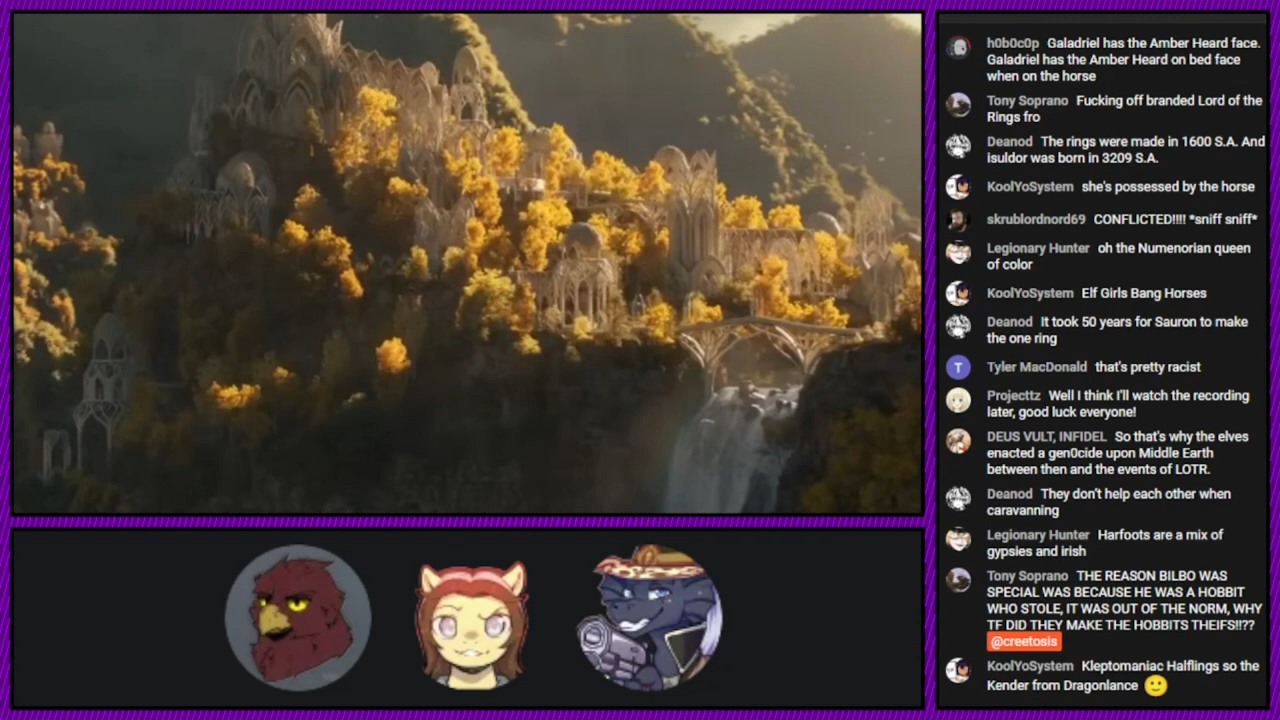 h0b0c0p Galadriel has the Amber Heard face.
Galadriel has the Amber Heard on bed face
when on the horse
Tony Soprano Fucking off branded Lord of the
Rings fro
Deanod The rings were made in 1600 S.A. And
isuldor was born in 3209 S.A.
KoolYoSystem she's possessed by the horse
skrublordnord69 CONFLICTED!!!! *sniff sniff*
Legionary Hunter oh the Numenorian queen
of color
KoolYoSystem Elf Girls Bang Horses
Deanod It took 50 years for Sauron to make
the one ring
T Tyler MacDonald that's pretty racist
Projecttz Well I think I'll watch the recording
later, good luck everyone!
DEUS VULT, INFIDEL So that's why the elves
enacted a gen0cide upon Middle Earth
between then and the events of LOTR.
Deanod They don't help each other when
caravanning
Legionary Hunter Harfoots are a mix of
gypsies and irish
Tony Soprano THE REASON BILBO WAS
SPECIAL WAS BECAUSE HE WAS A HOBBIT
WHO STOLE, IT WAS OUT OF THE NORM, WHY
TF DID THEY MAKE THE HOBBITS THEIFS!!??
@creetosis
KoolYoSystem Kleptomaniac Halflings so the
Kender from Dragonlance 🙂